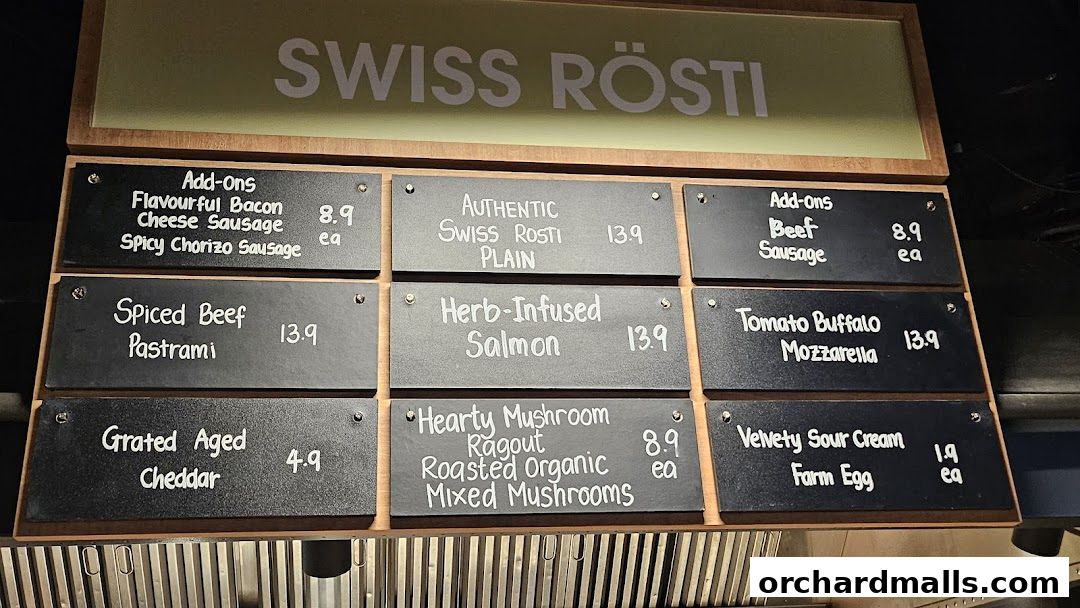 SWISS RÖSTI
Add-ons
Flavourful Bacon
Cheese Sausage 8.9
Spicy Chorizo Sausage ea
AUTHENTIC
SWISS ROSTI 13.9
PLAIN
Add-ons
Beef 8.9
Sausage ea
Spiced Beef
Pastrami 13.9
Herb-Infused
Salmon 13.9
Tomato Buffalo
Mozzarella 13.9
Grated Aged
Cheddar 4.9
Hearty Mushroom
Ragout 8.9
Roasted Organic ea
Mixed Mushrooms
Velvety Sour Cream 1.9
Farm Egg ea
orchardmalls.com